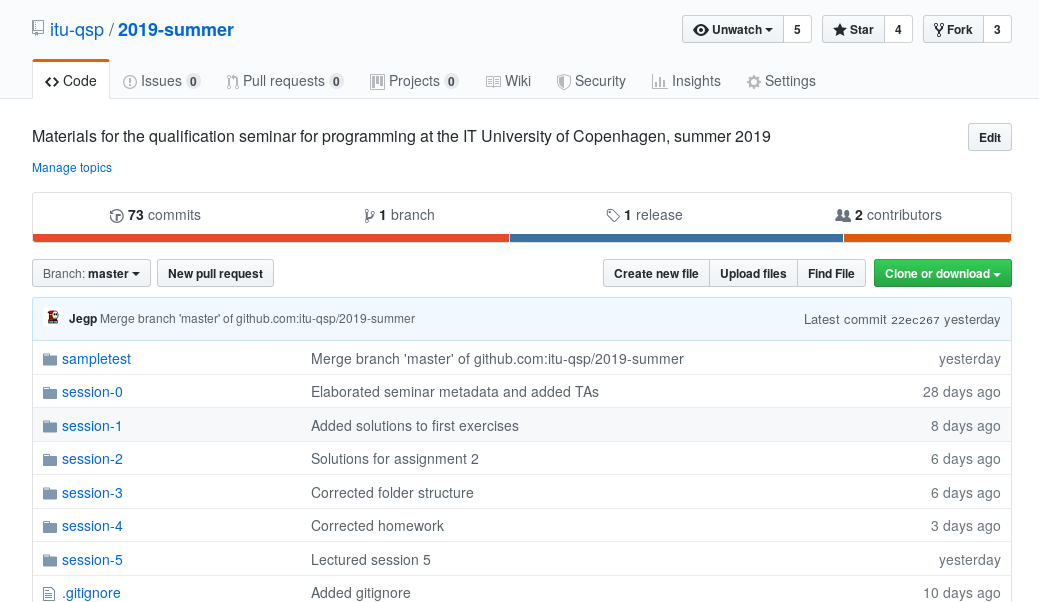 itu-qsp / 2019-summer Unwatch 5 Star 4 Fork 3
Code Issues 0 Pull requests 0 Projects 0 Wiki Security Insights Settings
Materials for the qualification seminar for programming at the IT University of Copenhagen, summer 2019 Edit
Manage topics
73 commits 1 branch 1 release 2 contributors
Branch: master New pull request Create new file Upload files Find File Clone or download
Jegp Merge branch 'master' of github.com:itu-qsp/2019-summer Latest commit 22ec267 yesterday
sampletest Merge branch 'master' of github.com:itu-qsp/2019-summer yesterday
session-0 Elaborated seminar metadata and added TAs 28 days ago
session-1 Added solutions to first exercises 8 days ago
session-2 Solutions for assignment 2 6 days ago
session-3 Corrected folder structure 6 days ago
session-4 Corrected homework 3 days ago
session-5 Lectured session 5 yesterday
.gitignore Added gitignore 10 days ago